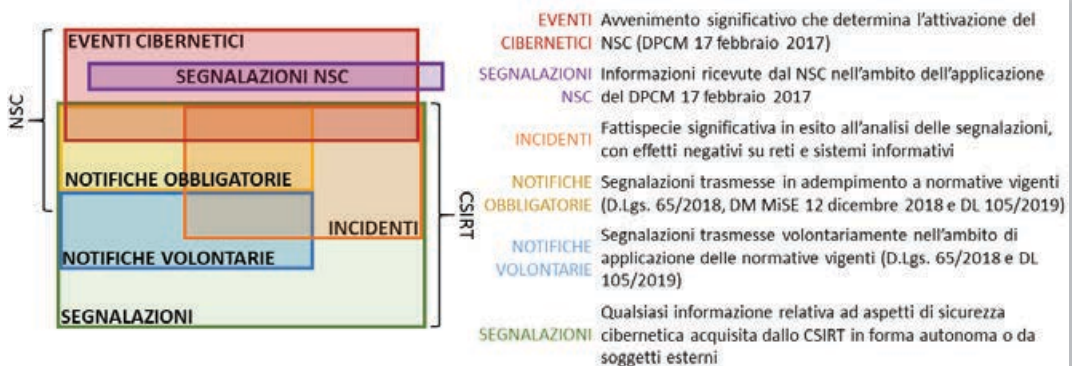 NSC
EVENTI CIBERNETICI
SEGNALAZIONI NSC
NOTIFICHE OBBLIGATORIE
INCIDENTI
NOTIFICHE VOLONTARIE
SEGNALAZIONI
CSIRT
EVENTI
CIBERNETICI
Avvenimento significativo che determina l'attivazione del
NSC (DPCM 17 febbraio 2017)
SEGNALAZIONI
NSC
Informazioni ricevute dal NSC nell'ambito dell'applicazione
del DPCM 17 febbraio 2017
INCIDENTI
Fattispecie significativa in esito all'analisi delle segnalazioni,
con effetti negativi su reti e sistemi informativi
NOTIFICHE
OBBLIGATORIE
Segnalazioni trasmesse in adempimento a normative vigenti
(D.Lgs. 65/2018, DM MiSE 12 dicembre 2018 e DL 105/2019)
NOTIFICHE
VOLONTARIE
Segnalazioni trasmesse volontariamente nell'ambito di
applicazione delle normative vigenti (D.Lgs. 65/2018 e DL
105/2019)
SEGNALAZIONI
Qualsiasi informazione relativa ad aspetti di sicurezza
cibernetica acquisita dallo CSIRT in forma autonoma o da
soggetti esterni